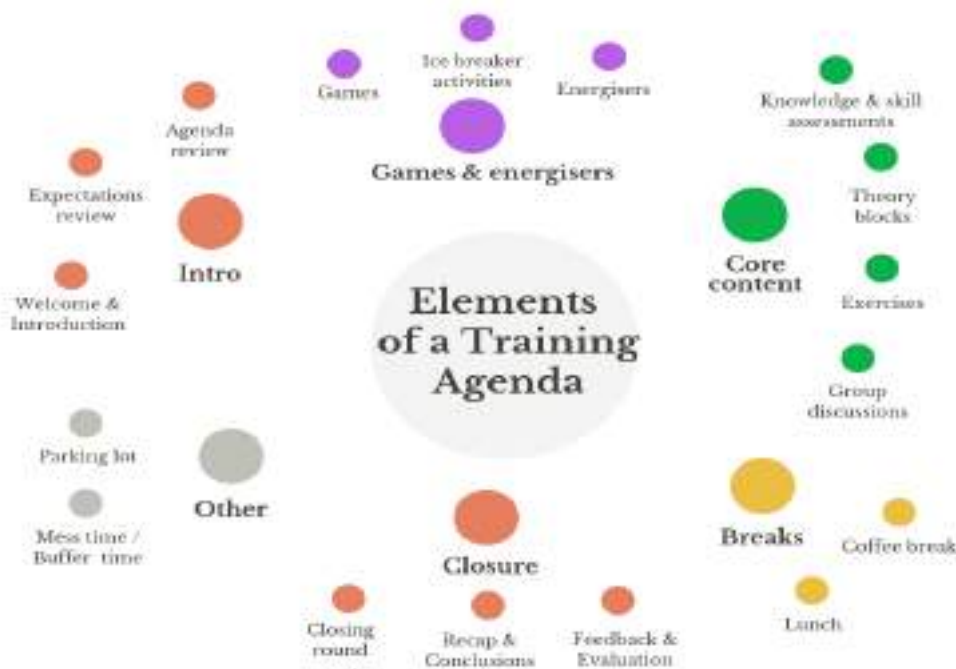 Elements
of a Training
Agenda
Games & energisers
Games
Ice breaker
activities
Energisers
Core
content
Knowledge & skill
assessments
Theory
blocks
Exercises
Group
discussions
Breaks
Coffee break
Lunch
Closure
Feedback &
Evaluation
Recap &
Conclusions
Closing
round
Other
Mess time /
Buffer time
Parking lot
Intro
Welcome &
Introduction
Expectations
review
Agenda
review